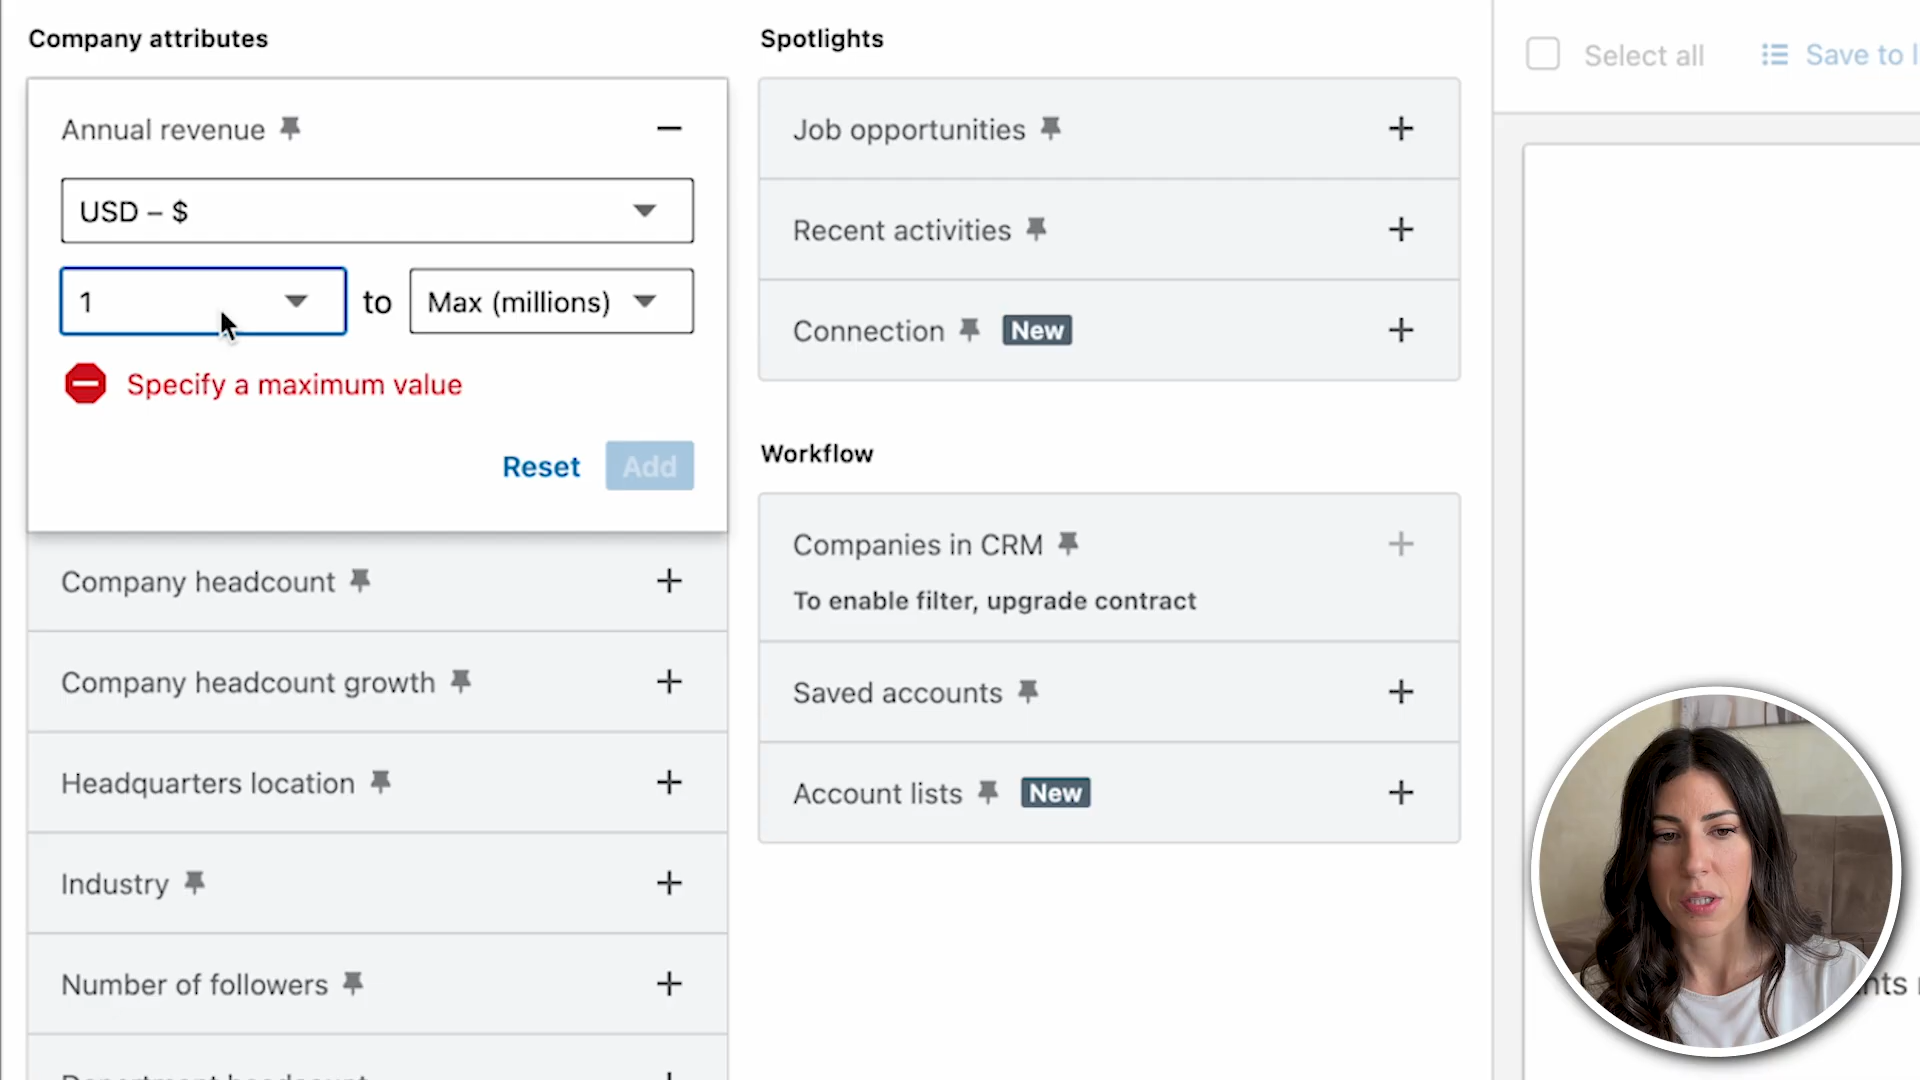 Company attributes
Annual revenue
USD – $
1 to Max (millions)
Specify a maximum value
Reset Add
Company headcount
Company headcount growth
Headquarters location
Industry
Number of followers
Spotlights
Job opportunities
Recent activities
Connection New
Workflow
Companies in CRM
To enable filter, upgrade contract
Saved accounts
Account lists New
Select all Save to